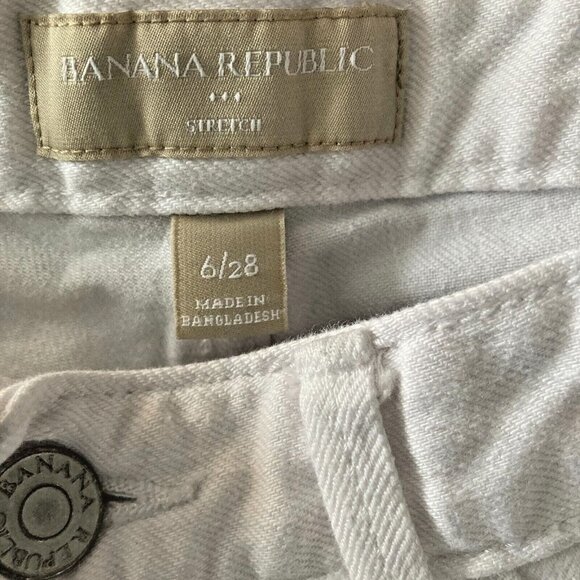 BANANA REPUBLIC
STRETCH
6/28
MADE IN
BANGLADESH
BANANA REPUBLIC